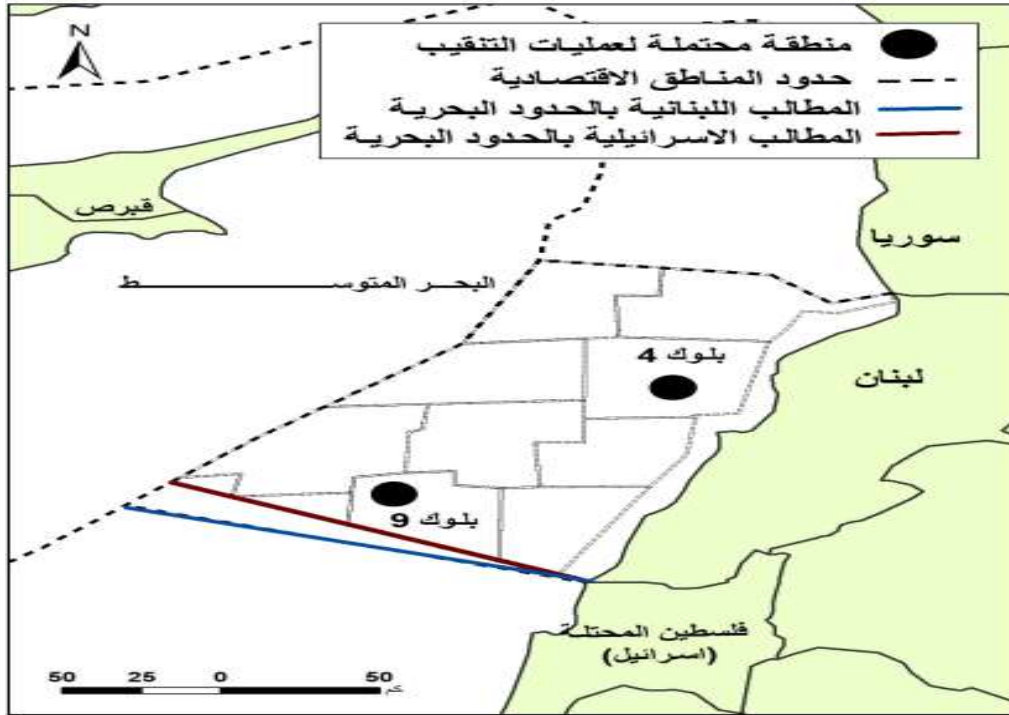 N
منطقة محتملة لعمليات التنقيب
حدود المناطق الاقتصادية
المطالب اللبنانية بالحدود البحرية
المطالب الاسرائيلية بالحدود البحرية
قبرص
سوريا
البحر المتوسـط
بلوك 4
لبنان
بلوك 9
فلسطين المحتلة
(اسرائيل)
50 25 0 50
كم